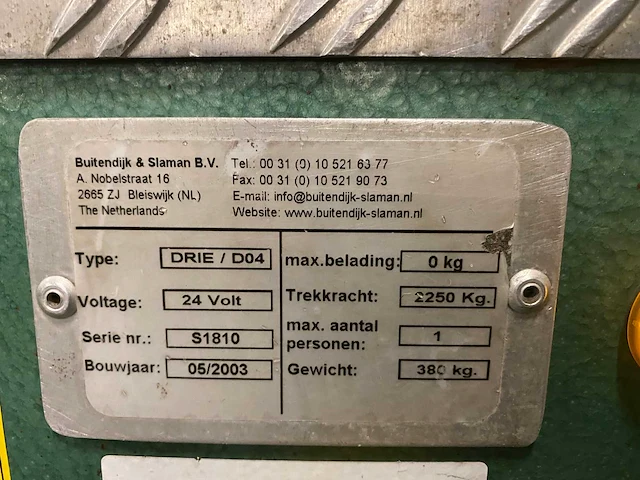 Buitendijk & Slaman B.V. Tel.: 00 31 (0) 10 521 63 77
A. Nobelstraat 16 Fax: 00 31 (0) 10 521 90 73
2665 ZJ Bleiswijk (NL) E-mail: info@buitendijk-slaman.nl
The Netherlands Website: www.buitendijk-slaman.nl
Type: DRIE / D04
Voltage: 24 Volt
Serie nr.: S1810
Bouwjaar: 05/2003
max.belading: 0 kg
Trekkracht: 2250 Kg.
max. aantal
personen: 1
Gewicht: 380 kg.